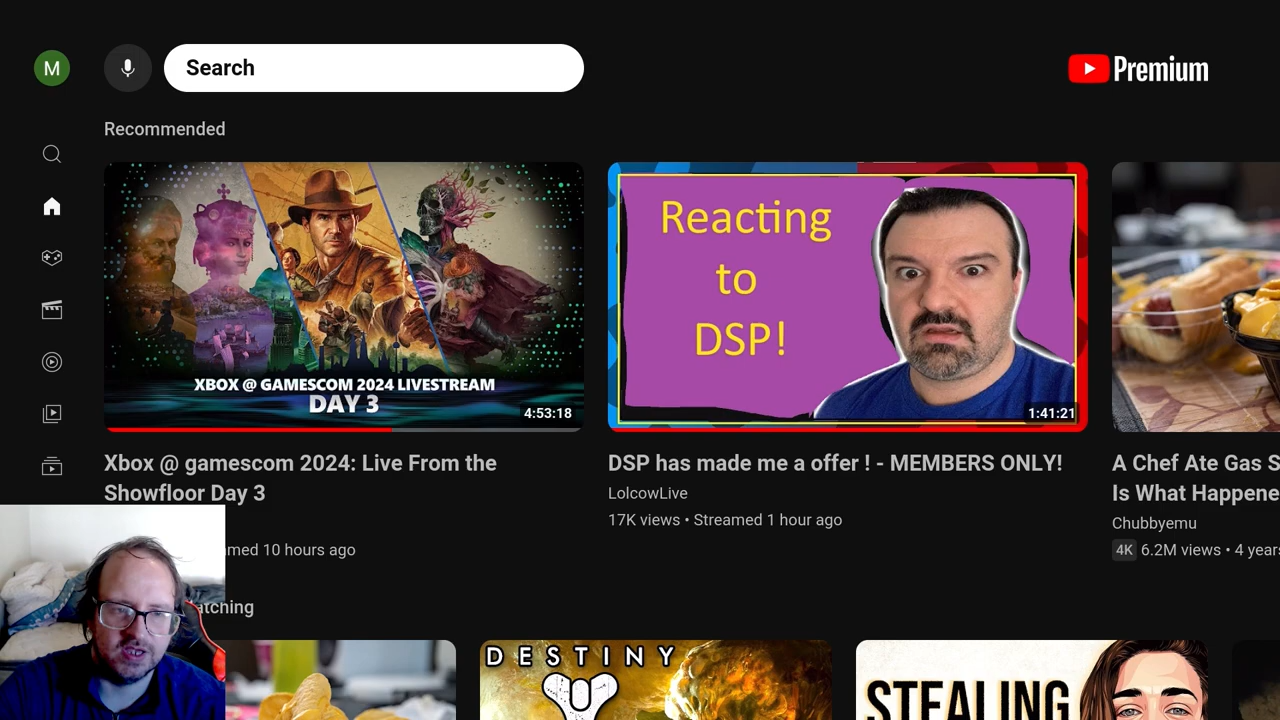 M
Search
Premium
Recommended
XBOX @ GAMESCOM 2024 LIVESTREAM
DAY 3
4:53:18
Reacting
to
DSP!
1:41:21
Xbox @ gamescom 2024: Live From the
Showfloor Day 3
amed 10 hours ago
DSP has made me a offer ! - MEMBERS ONLY!
LolcowLive
17K views • Streamed 1 hour ago
A Chef Ate Gas S
Is What Happene
Chubbyemu
4K 6.2M views • 4 years
atching
DESTINY
STEALING